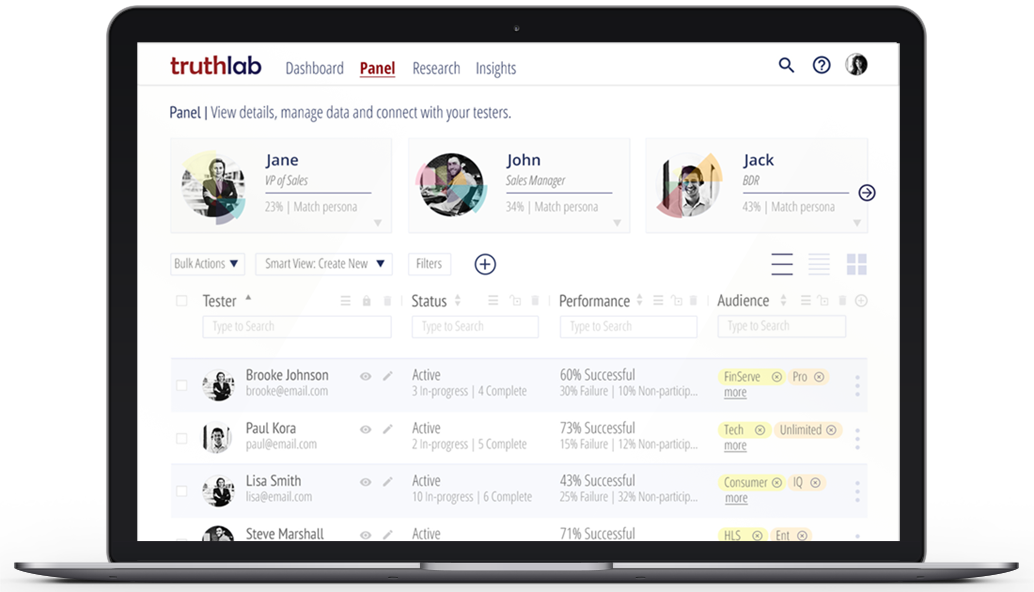 truthlab Dashboard Panel Research Insights
Panel | View details, manage data and connect with your testers.
Jane
VP of Sales
23% | Match persona
John
Sales Manager
34% | Match persona
Jack
BDR
43% | Match persona
Bulk Actions Smart View: Create New Filters
Tester Status Performance Audience
Type to Search Type to Search Type to Search Type to Search
Brooke Johnson Active 60% Successful FinServe Pro
brooke@email.com 3 In-progress | 4 Complete 30% Failure | 10% Non-particip... more
Paul Kora Active 73% Successful Tech Unlimited
paul@email.com 2 In-progress | 5 Complete 15% Failure | 12% Non-particip... more
Lisa Smith Active 43% Successful Consumer IQ
lisa@email.com 10 In-progress | 6 Complete 25% Failure | 32% Non-particip... more
Steve Marshall Active 71% Successful HLS Ent